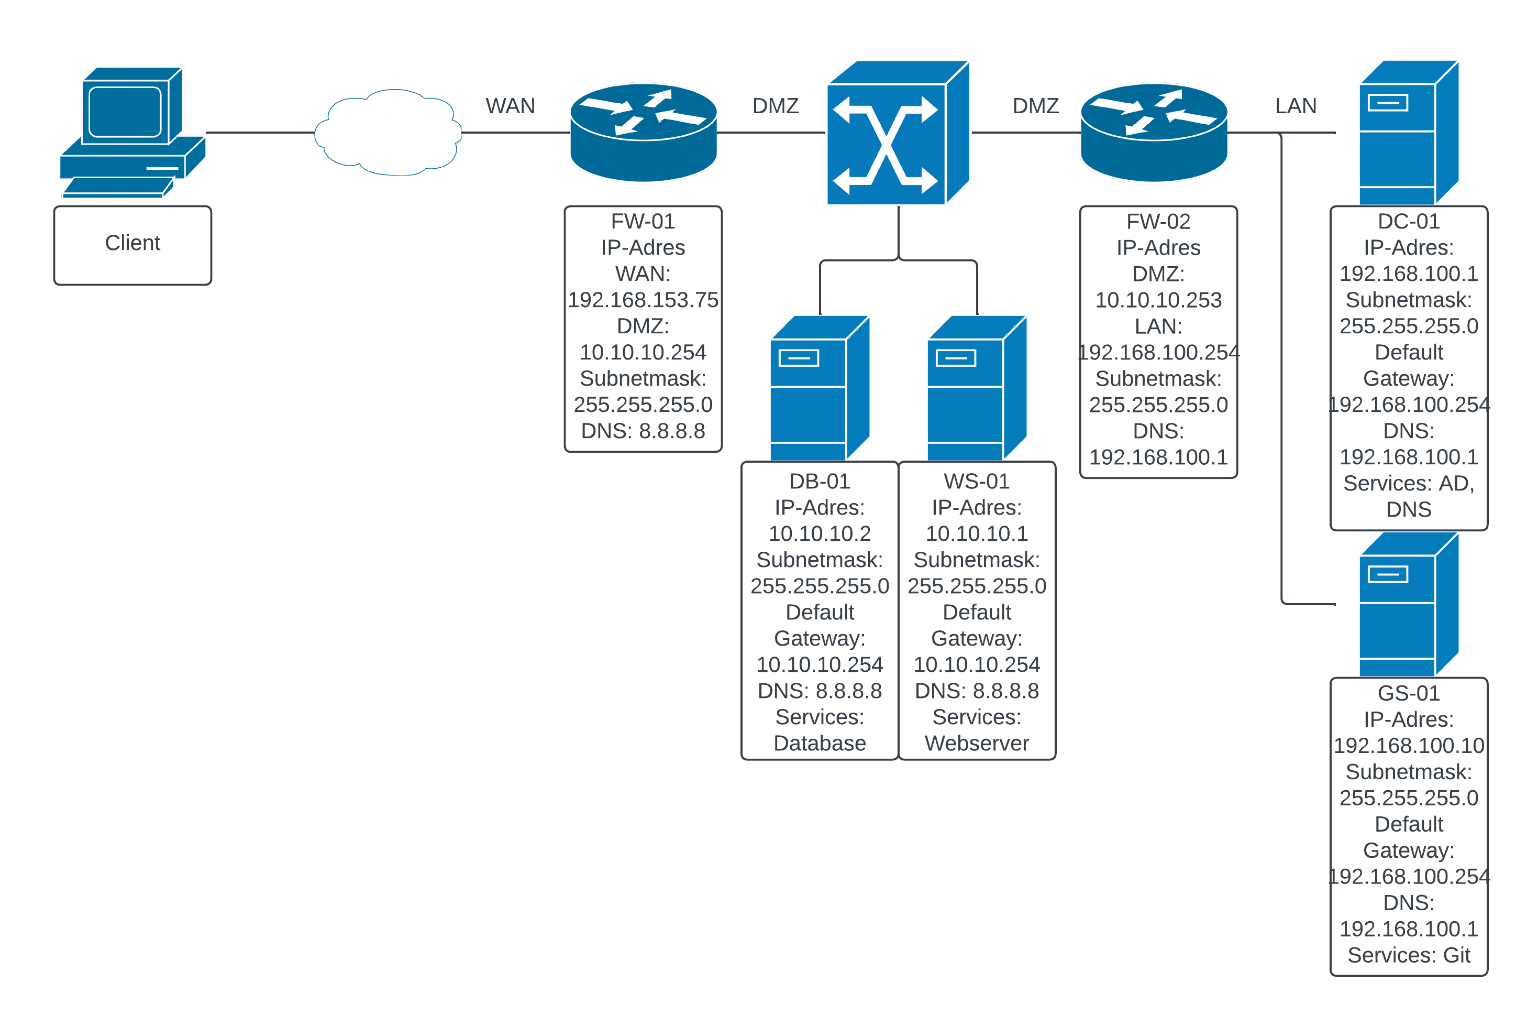 WAN
DMZ
DMZ
LAN
Client
FW-01
IP-Adres
WAN:
192.168.153.75
DMZ:
10.10.10.254
Subnetmask:
255.255.255.0
DNS: 8.8.8.8
FW-02
IP-Adres
DMZ:
10.10.10.253
LAN:
192.168.100.254
Subnetmask:
255.255.255.0
DNS:
192.168.100.1
DC-01
IP-Adres:
192.168.100.1
Subnetmask:
255.255.255.0
Default
Gateway:
192.168.100.254
DNS:
192.168.100.1
Services: AD,
DNS
DB-01
IP-Adres:
10.10.10.2
Subnetmask:
255.255.255.0
Default
Gateway:
10.10.10.254
DNS: 8.8.8.8
Services:
Database
WS-01
IP-Adres:
10.10.10.1
Subnetmask:
255.255.255.0
Default
Gateway:
10.10.10.254
DNS: 8.8.8.8
Services:
Webserver
GS-01
IP-Adres:
192.168.100.10
Subnetmask:
255.255.255.0
Default
Gateway:
192.168.100.254
DNS:
192.168.100.1
Services: Git